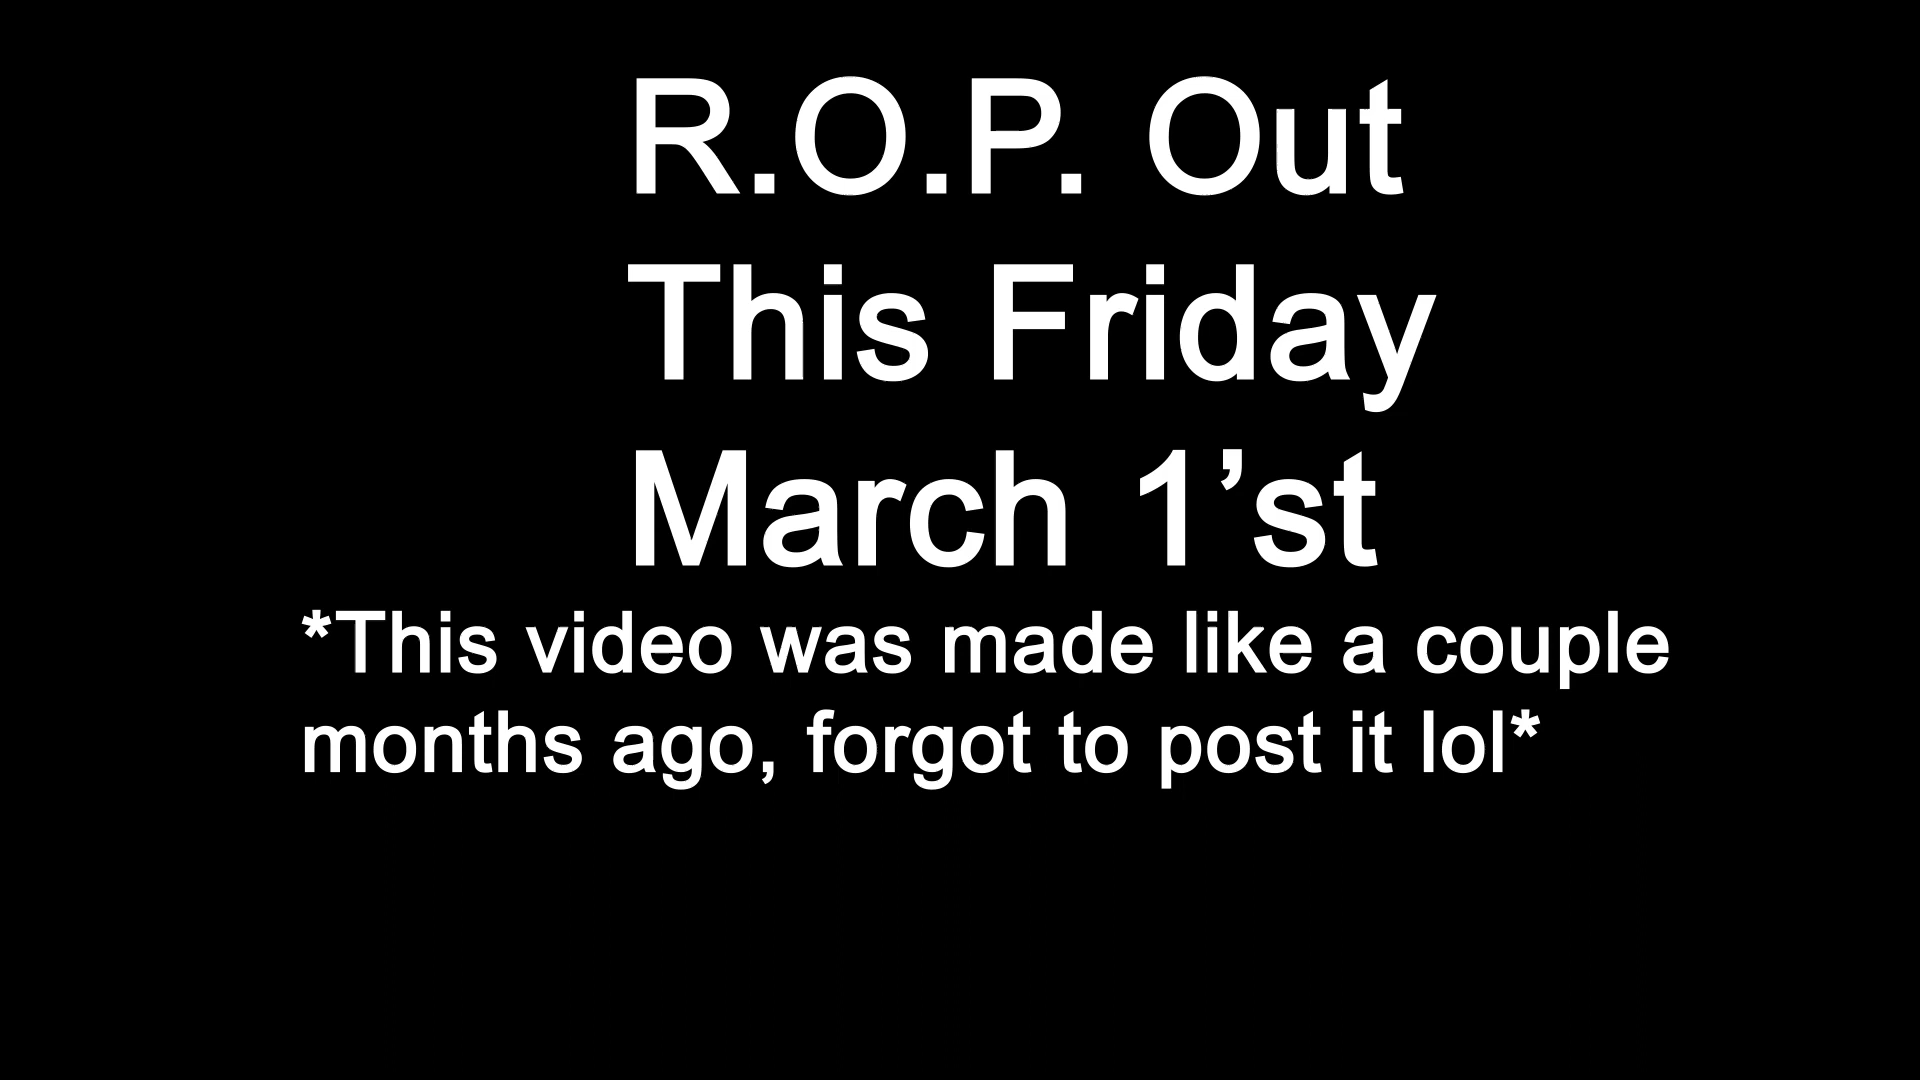 R.O.P. Out
This Friday
March 1’st
*This video was made like a couple
months ago, forgot to post it lol*